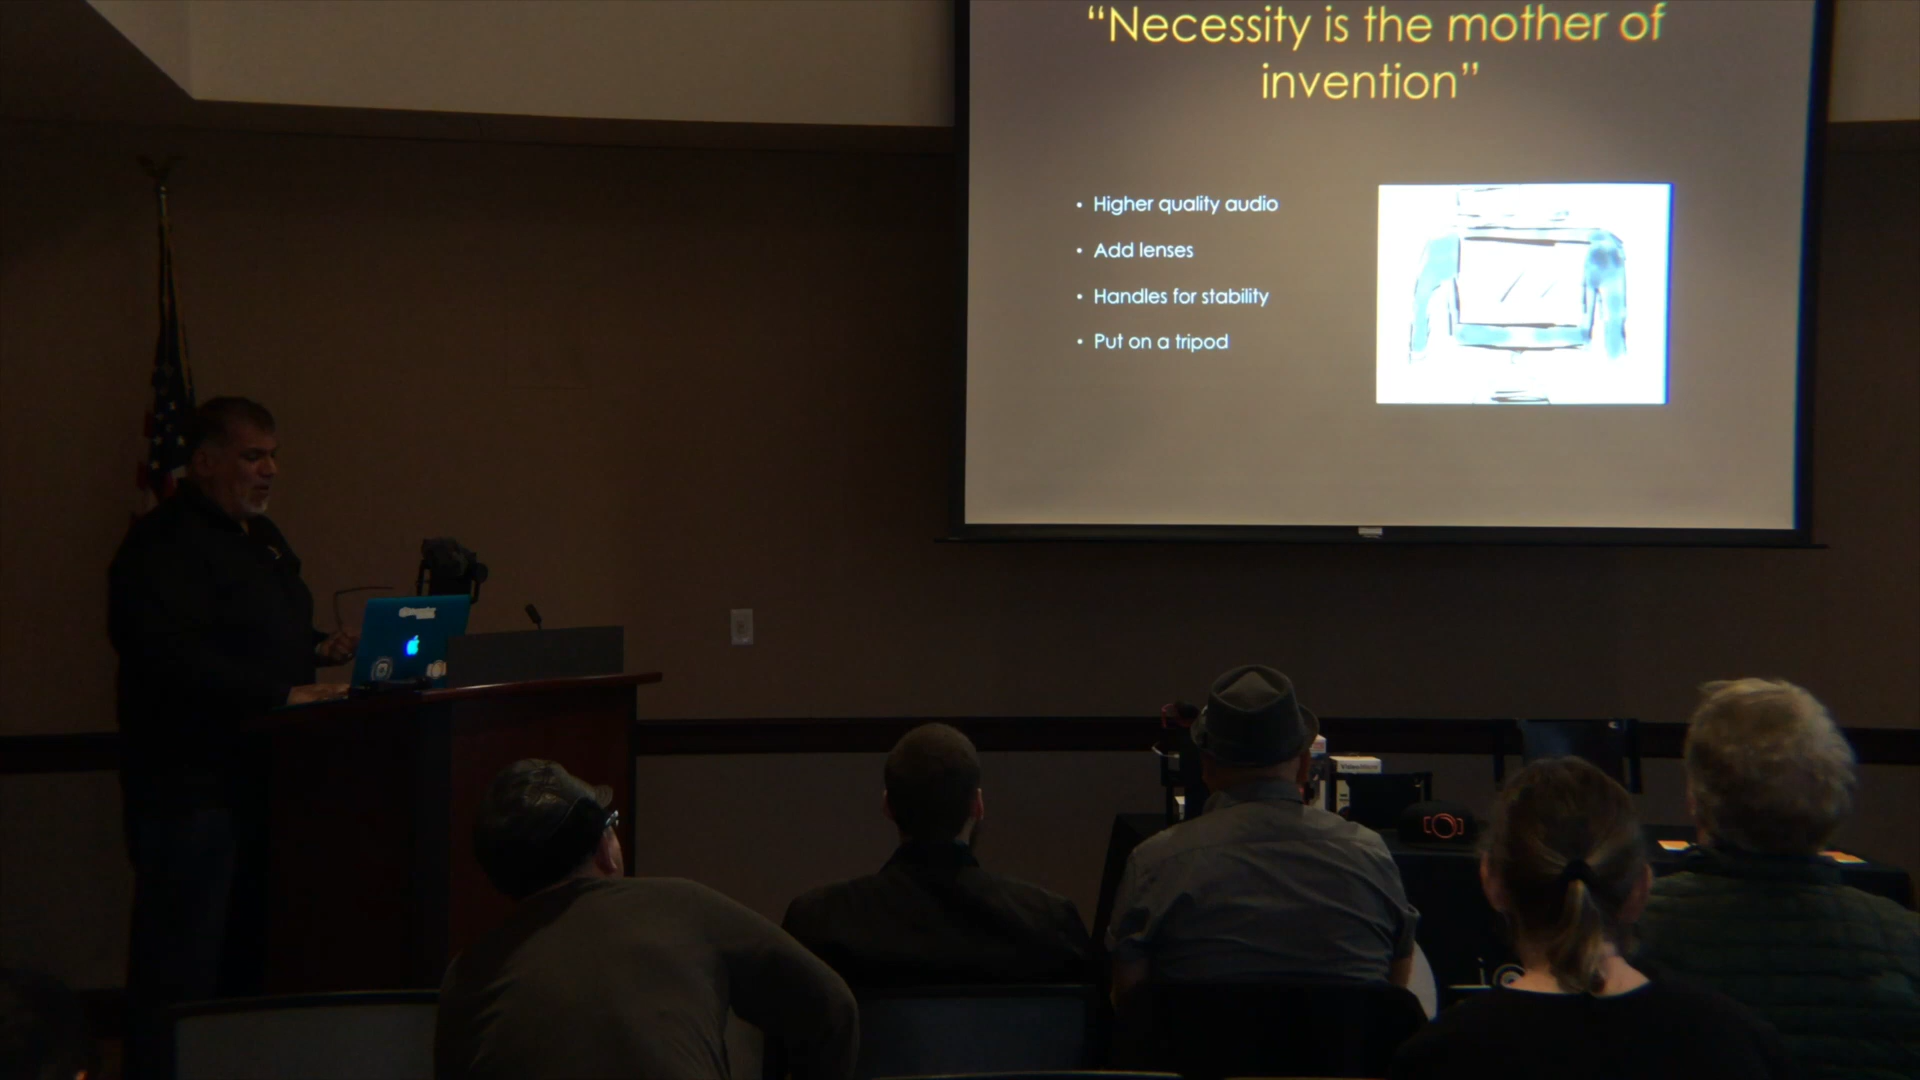 “Necessity is the mother of
invention”
• Higher quality audio
• Add lenses
• Handles for stability
• Put on a tripod